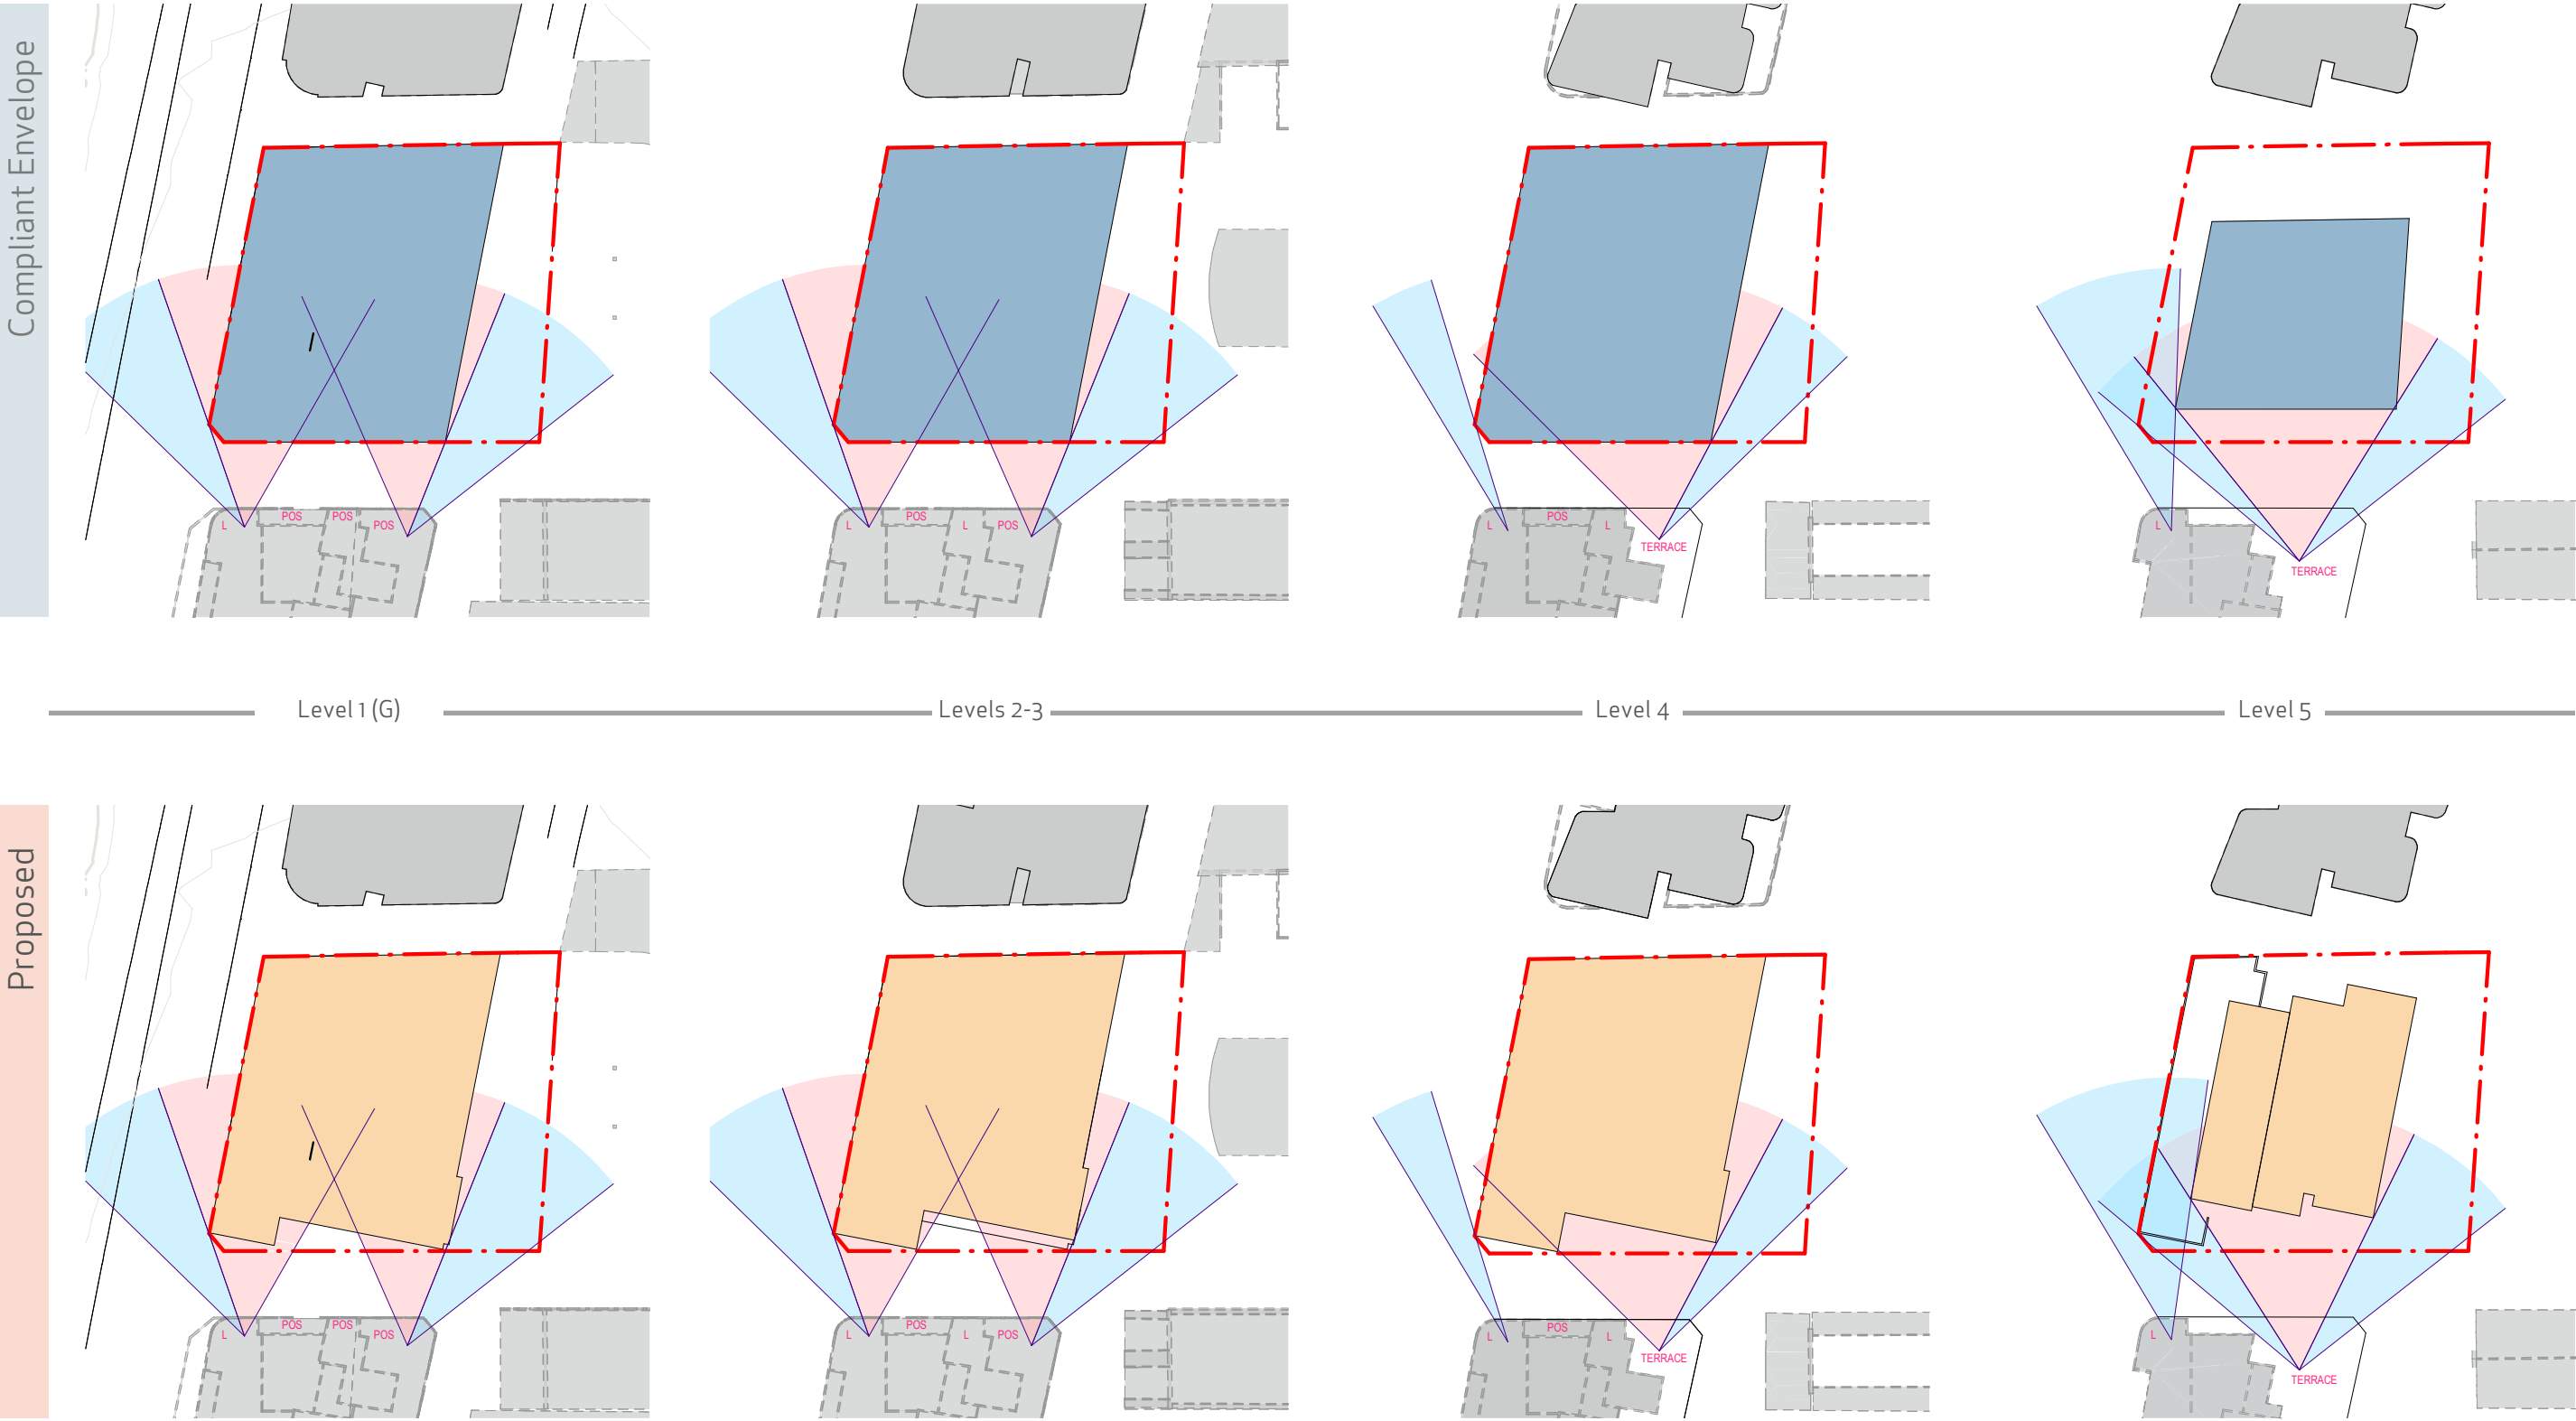 Compliant Envelope
L
POS
POS
POS
L
POS
L
POS
L
POS
L
TERRACE
L
TERRACE
Level 1 (G)
Levels 2-3
Level 4
Level 5
Proposed
L
POS
POS
POS
L
POS
L
POS
L
POS
L
TERRACE
L
TERRACE